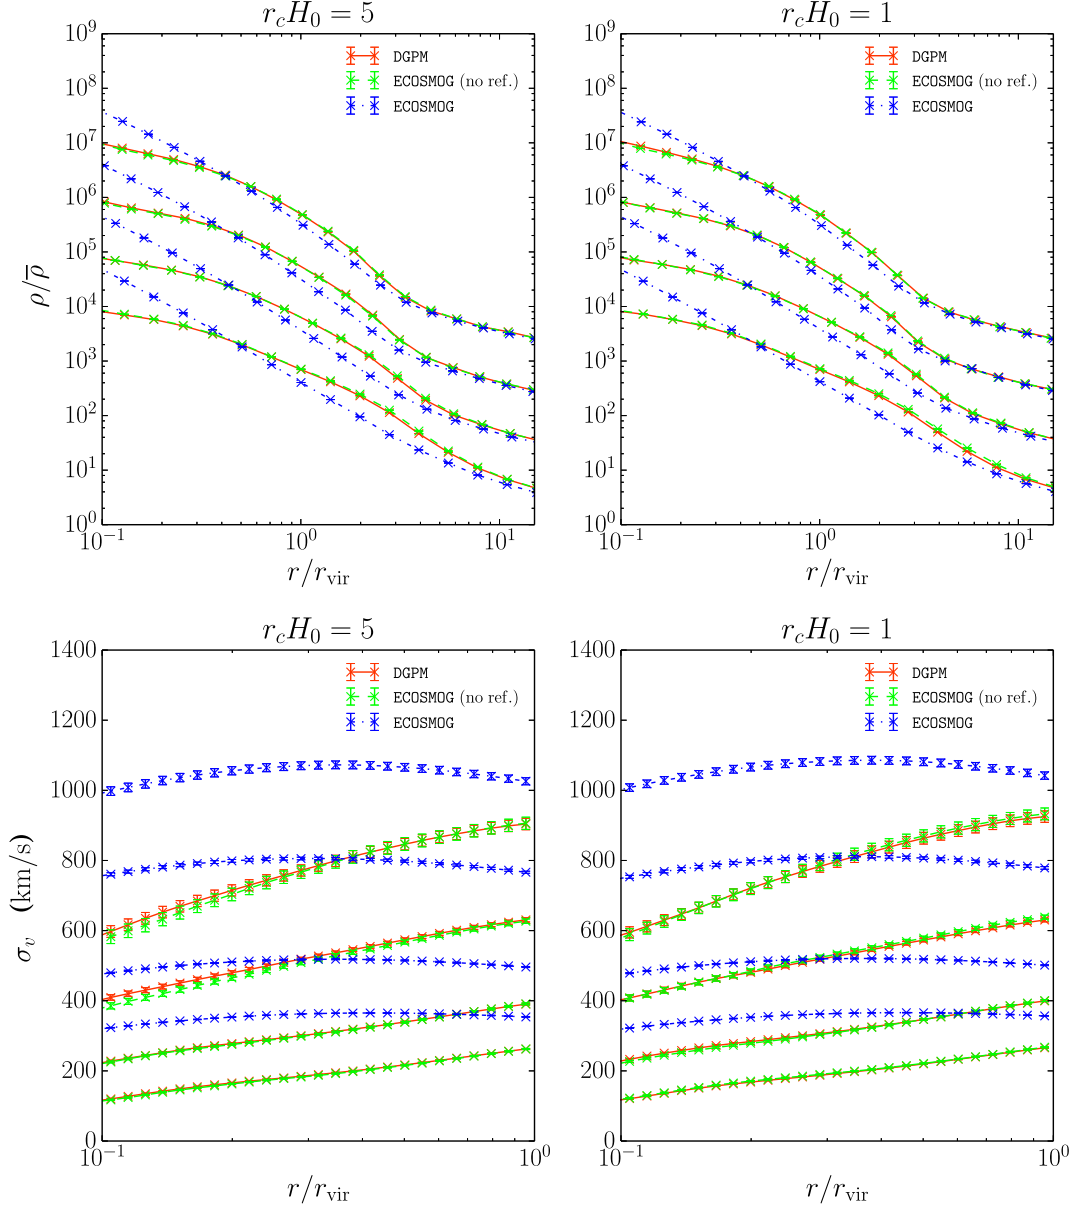 r_cH_0 = 5
DGPM
ECOSMOG (no ref.)
ECOSMOG
10^9
10^8
10^7
10^6
10^5
10^4
10^3
10^2
10^1
10^0
ρ/ρ̅
10^−1
10^0
10^1
r/r_vir
r_cH_0 = 1
DGPM
ECOSMOG (no ref.)
ECOSMOG
10^9
10^8
10^7
10^6
10^5
10^4
10^3
10^2
10^1
10^0
10^−1
10^0
10^1
r/r_vir
r_cH_0 = 5
DGPM
ECOSMOG (no ref.)
ECOSMOG
1400
1200
1000
800
600
400
200
0
σ_v (km/s)
10^−1
10^0
r/r_vir
r_cH_0 = 1
DGPM
ECOSMOG (no ref.)
ECOSMOG
1400
1200
1000
800
600
400
200
0
10^−1
10^0
r/r_vir